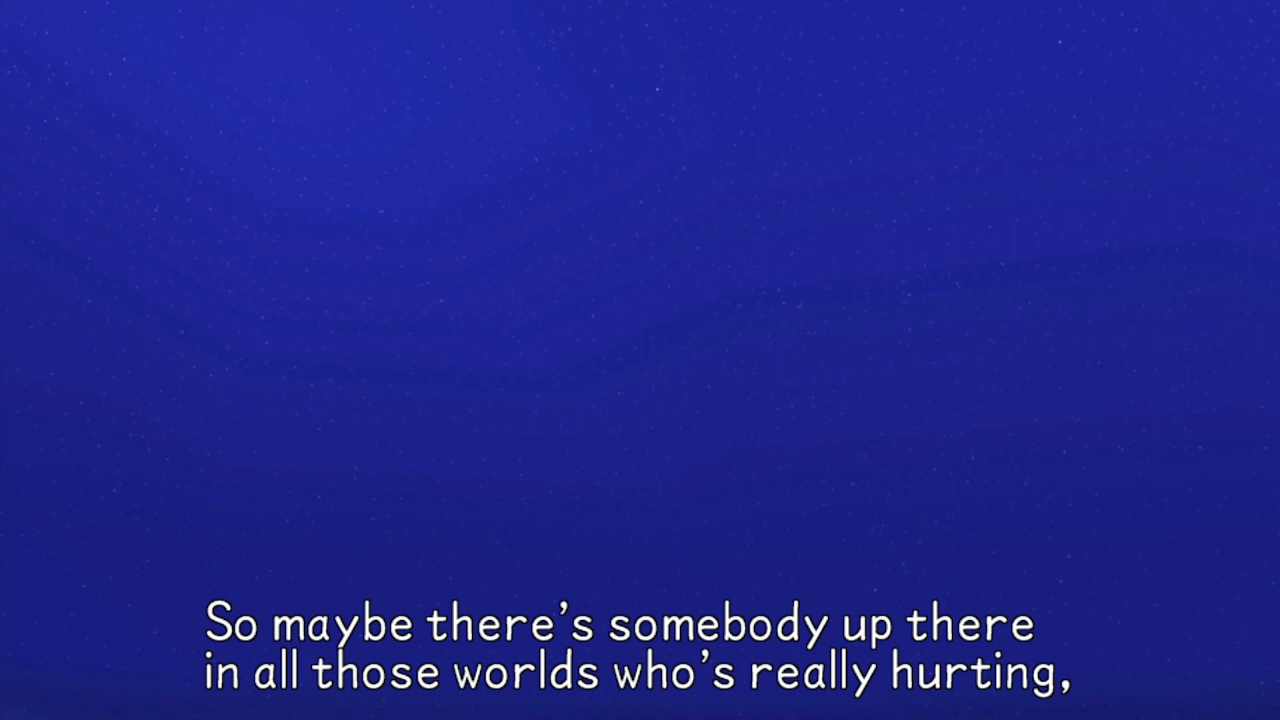 So maybe there’s somebody up there
in all those worlds who’s really hurting,